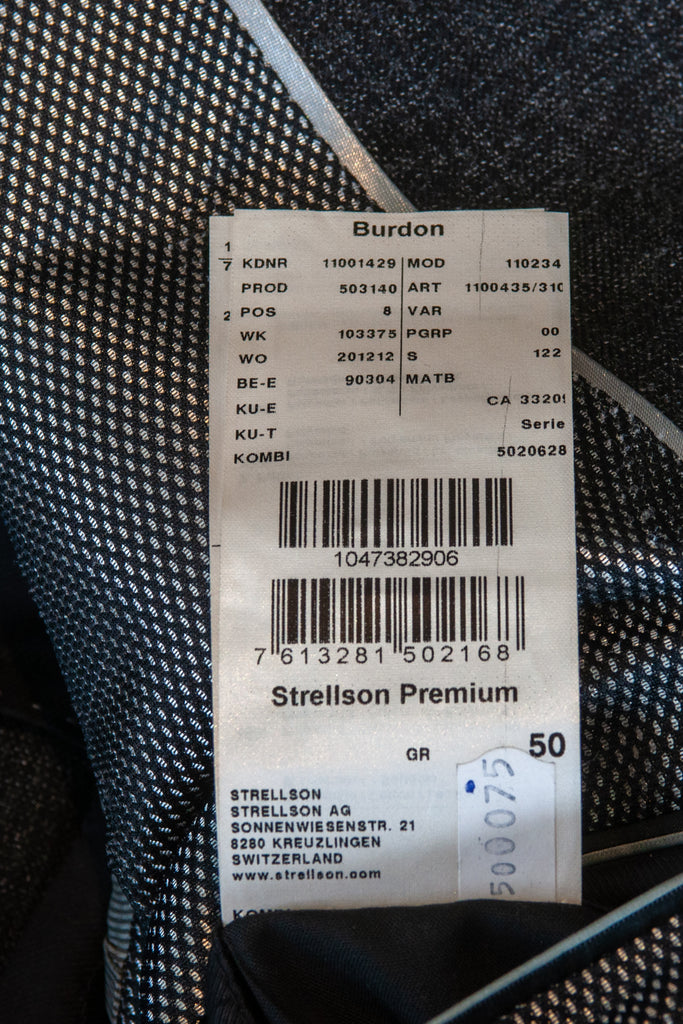 Burdon
1
7 KDNR 11001429 MOD 110234
PROD 503140 ART 1100435/310
2 POS 8 VAR
WK 103375 PGRP 00
WO 201212 S 122
BE-E 90304 MATB
KU-E CA 33209
KU-T Serie
KOMBI 5020628
1047382906
7 613281 502168
Strellson Premium
GR 50
STRELLSON
STRELLSON AG
SONNENWIESENSTR. 21
8280 KREUZLINGEN
SWITZERLAND
www.strellson.com
500075